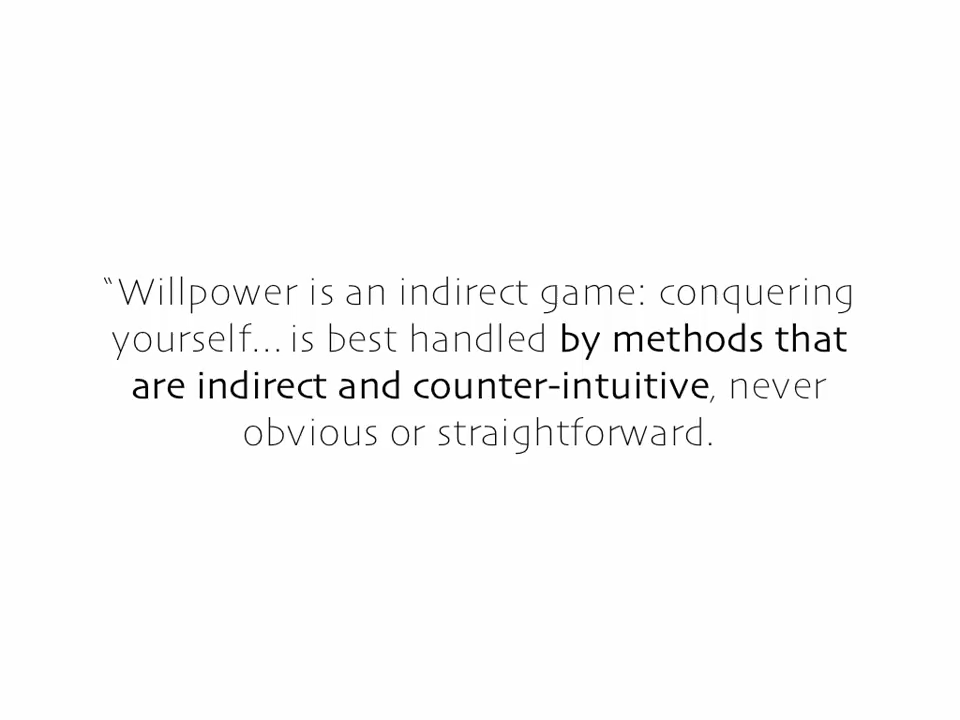 “Willpower is an indirect game: conquering
yourself... is best handled by methods that
are indirect and counter-intuitive, never
obvious or straightforward.